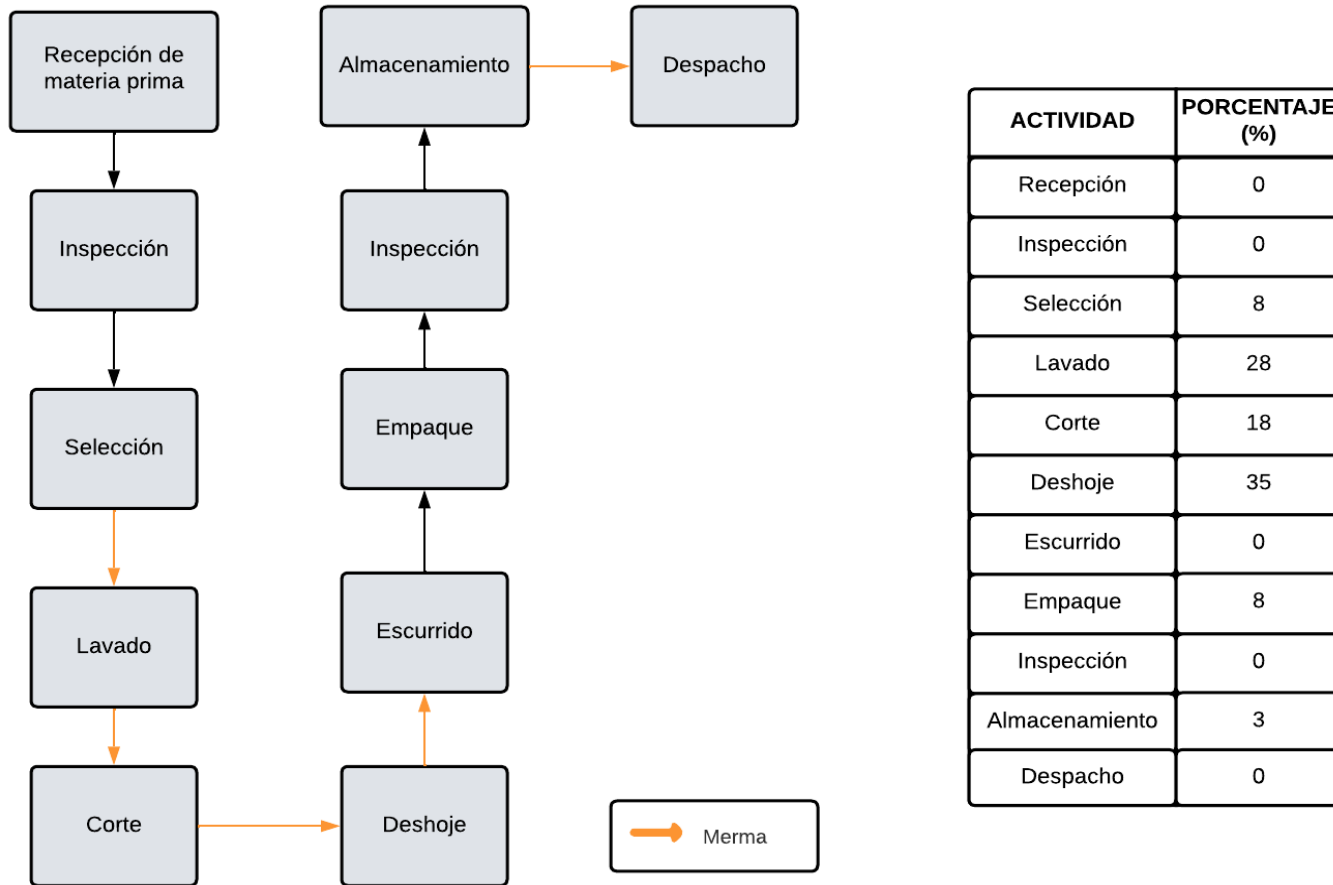 Recepción de
materia prima
Inspección
Selección
Lavado
Corte
Deshoje
Escurrido
Empaque
Inspección
Almacenamiento
Despacho
Merma
ACTIVIDAD PORCENTAJE
(%)
Recepción 0
Inspección 0
Selección 8
Lavado 28
Corte 18
Deshoje 35
Escurrido 0
Empaque 8
Inspección 0
Almacenamiento 3
Despacho 0